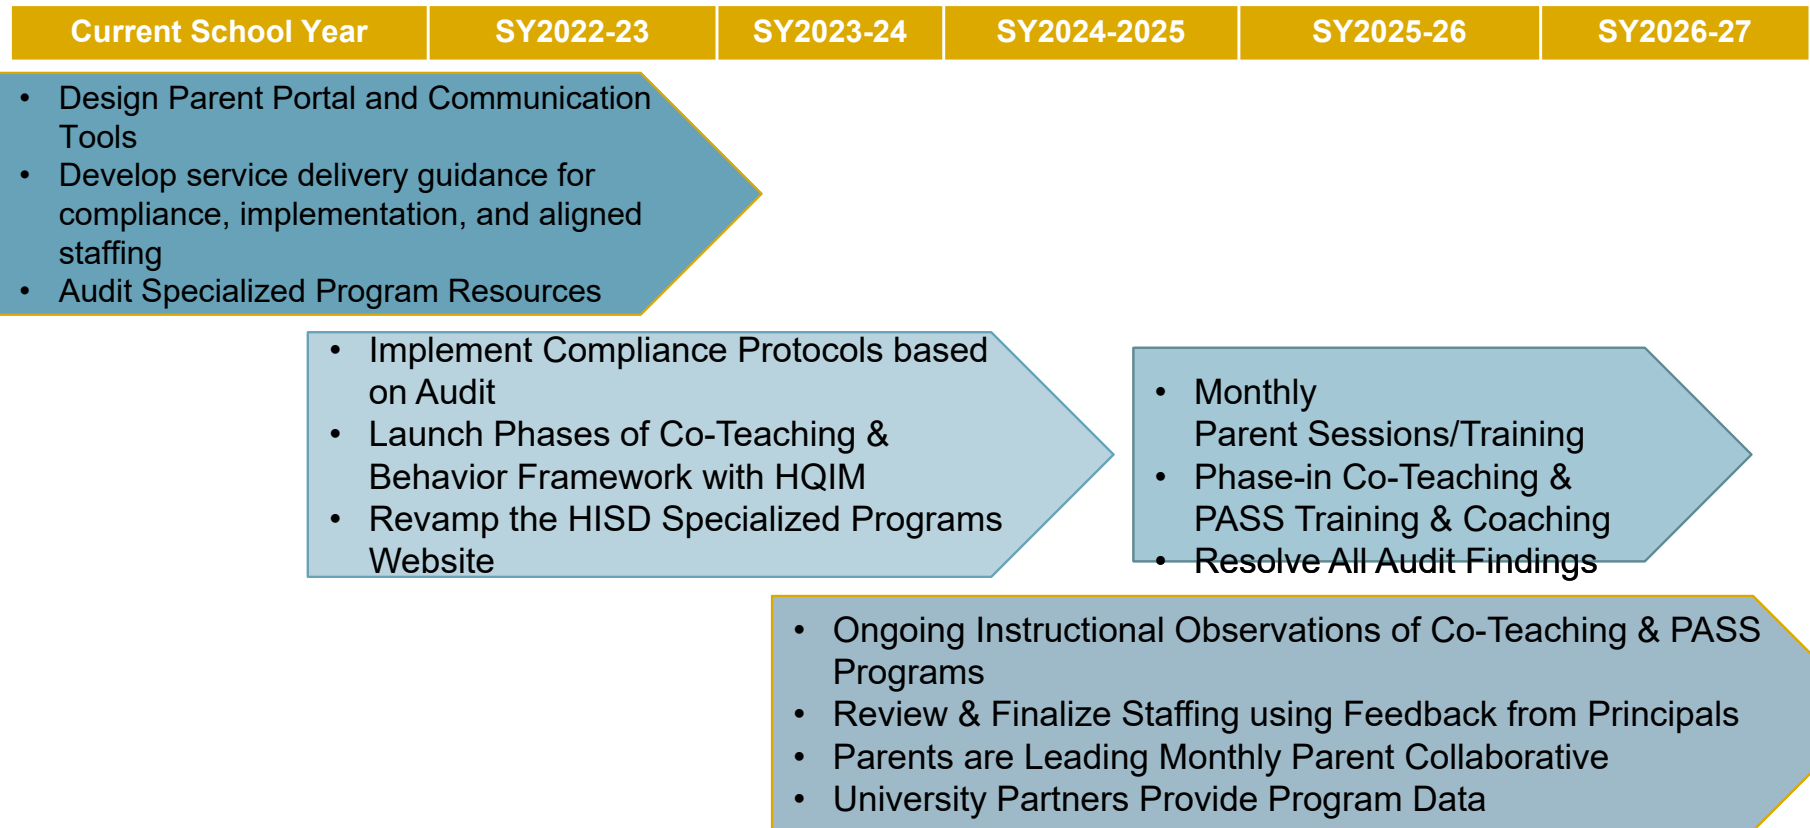 Current School Year SY2022-23 SY2023-24 SY2024-2025 SY2025-26 SY2026-27
• Design Parent Portal and Communication
Tools
• Develop service delivery guidance for
compliance, implementation, and aligned
staffing
• Audit Specialized Program Resources
• Implement Compliance Protocols based
on Audit
• Launch Phases of Co-Teaching &
Behavior Framework with HQIM
• Revamp the HISD Specialized Programs
Website
• Monthly
Parent Sessions/Training
• Phase-in Co-Teaching &
PASS Training & Coaching
• Resolve All Audit Findings
• Ongoing Instructional Observations of Co-Teaching & PASS
Programs
• Review & Finalize Staffing using Feedback from Principals
• Parents are Leading Monthly Parent Collaborative
• University Partners Provide Program Data